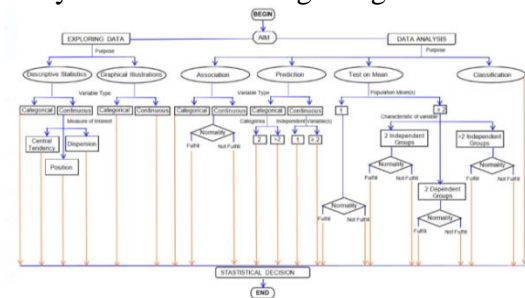 BEGIN
AIM
EXPLORING DATA
DATA ANALYSIS
Purpose
Purpose
Descriptive Statistics
Graphical Illustrations
Association
Prediction
Test on Mean
Classification
Variable Type
Variable Type
Population Mean(s)
Categorical
Continuous
Categorical
Continuous
Categorical
Continuous
Categorical
Continuous
1
≥ 2
Measure of Interest
Categories
Independent Variable(s)
Characteristic of variable
Central Tendency
Dispersion
Position
Normality
Fulfill
Not Fulfill
2
>2
1
≥ 2
2 Independent
Groups
>2 Independent
Groups
Normality
Fulfill
Not Fulfill
Normality
Fulfill
Not Fulfill
2 Dependent
Groups
Normality
Fulfill
Not Fulfill
Normality
Fulfill
Not Fulfill
STASTISTICAL DECISION
END